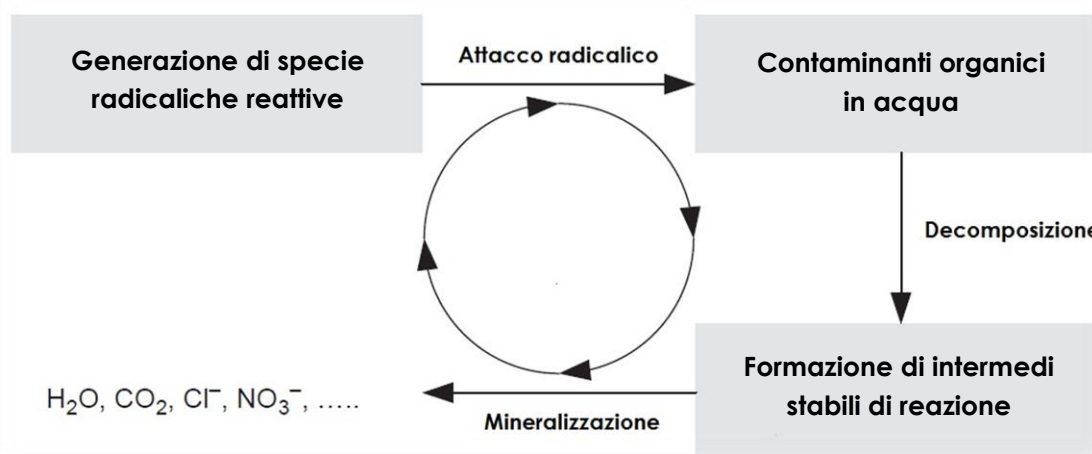 Generazione di specie
radicaliche reattive
Attacco radicalico
Contaminanti organici
in acqua
Decomposizione
Formazione di intermedi
stabili di reazione
Mineralizzazione
H₂O, CO₂, Cl⁻, NO₃⁻, .....